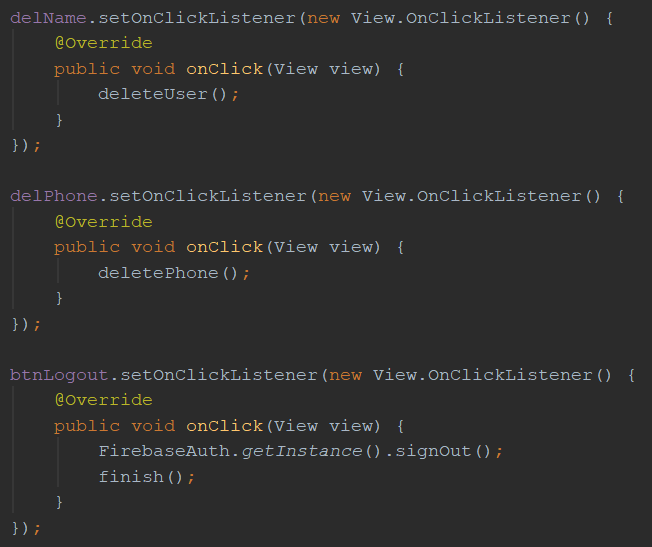 delName.setOnClickListener(new View.OnClickListener() {
    @Override
    public void onClick(View view) {
        deleteUser();
    }
});

delPhone.setOnClickListener(new View.OnClickListener() {
    @Override
    public void onClick(View view) {
        deletePhone();
    }
});

btnLogout.setOnClickListener(new View.OnClickListener() {
    @Override
    public void onClick(View view) {
        FirebaseAuth.getInstance().signOut();
        finish();
    }
});